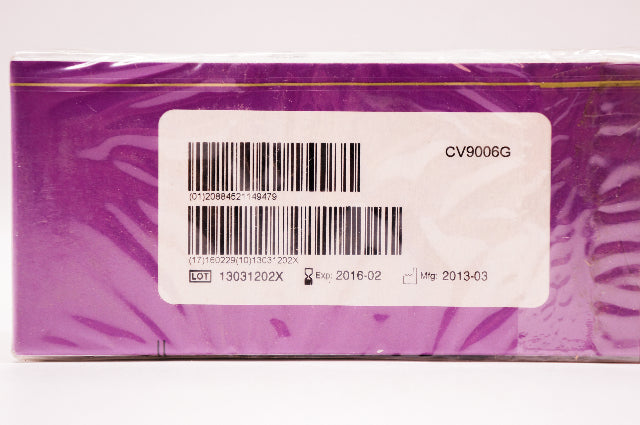 CV9006G
(01)20884521149479
(17)160229(10)13031202X
LOT 13031202X Exp: 2016-02 Mfg: 2013-03